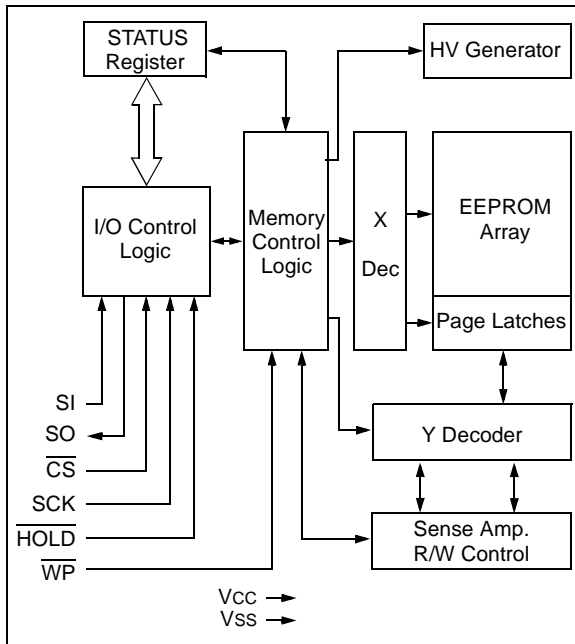 STATUS
Register
HV Generator
I/O Control
Logic
Memory
Control
Logic
X
Dec
EEPROM
Array
Page Latches
Y Decoder
Sense Amp.
R/W Control
SI
SO
CS
SCK
HOLD
WP
VCC
VSS